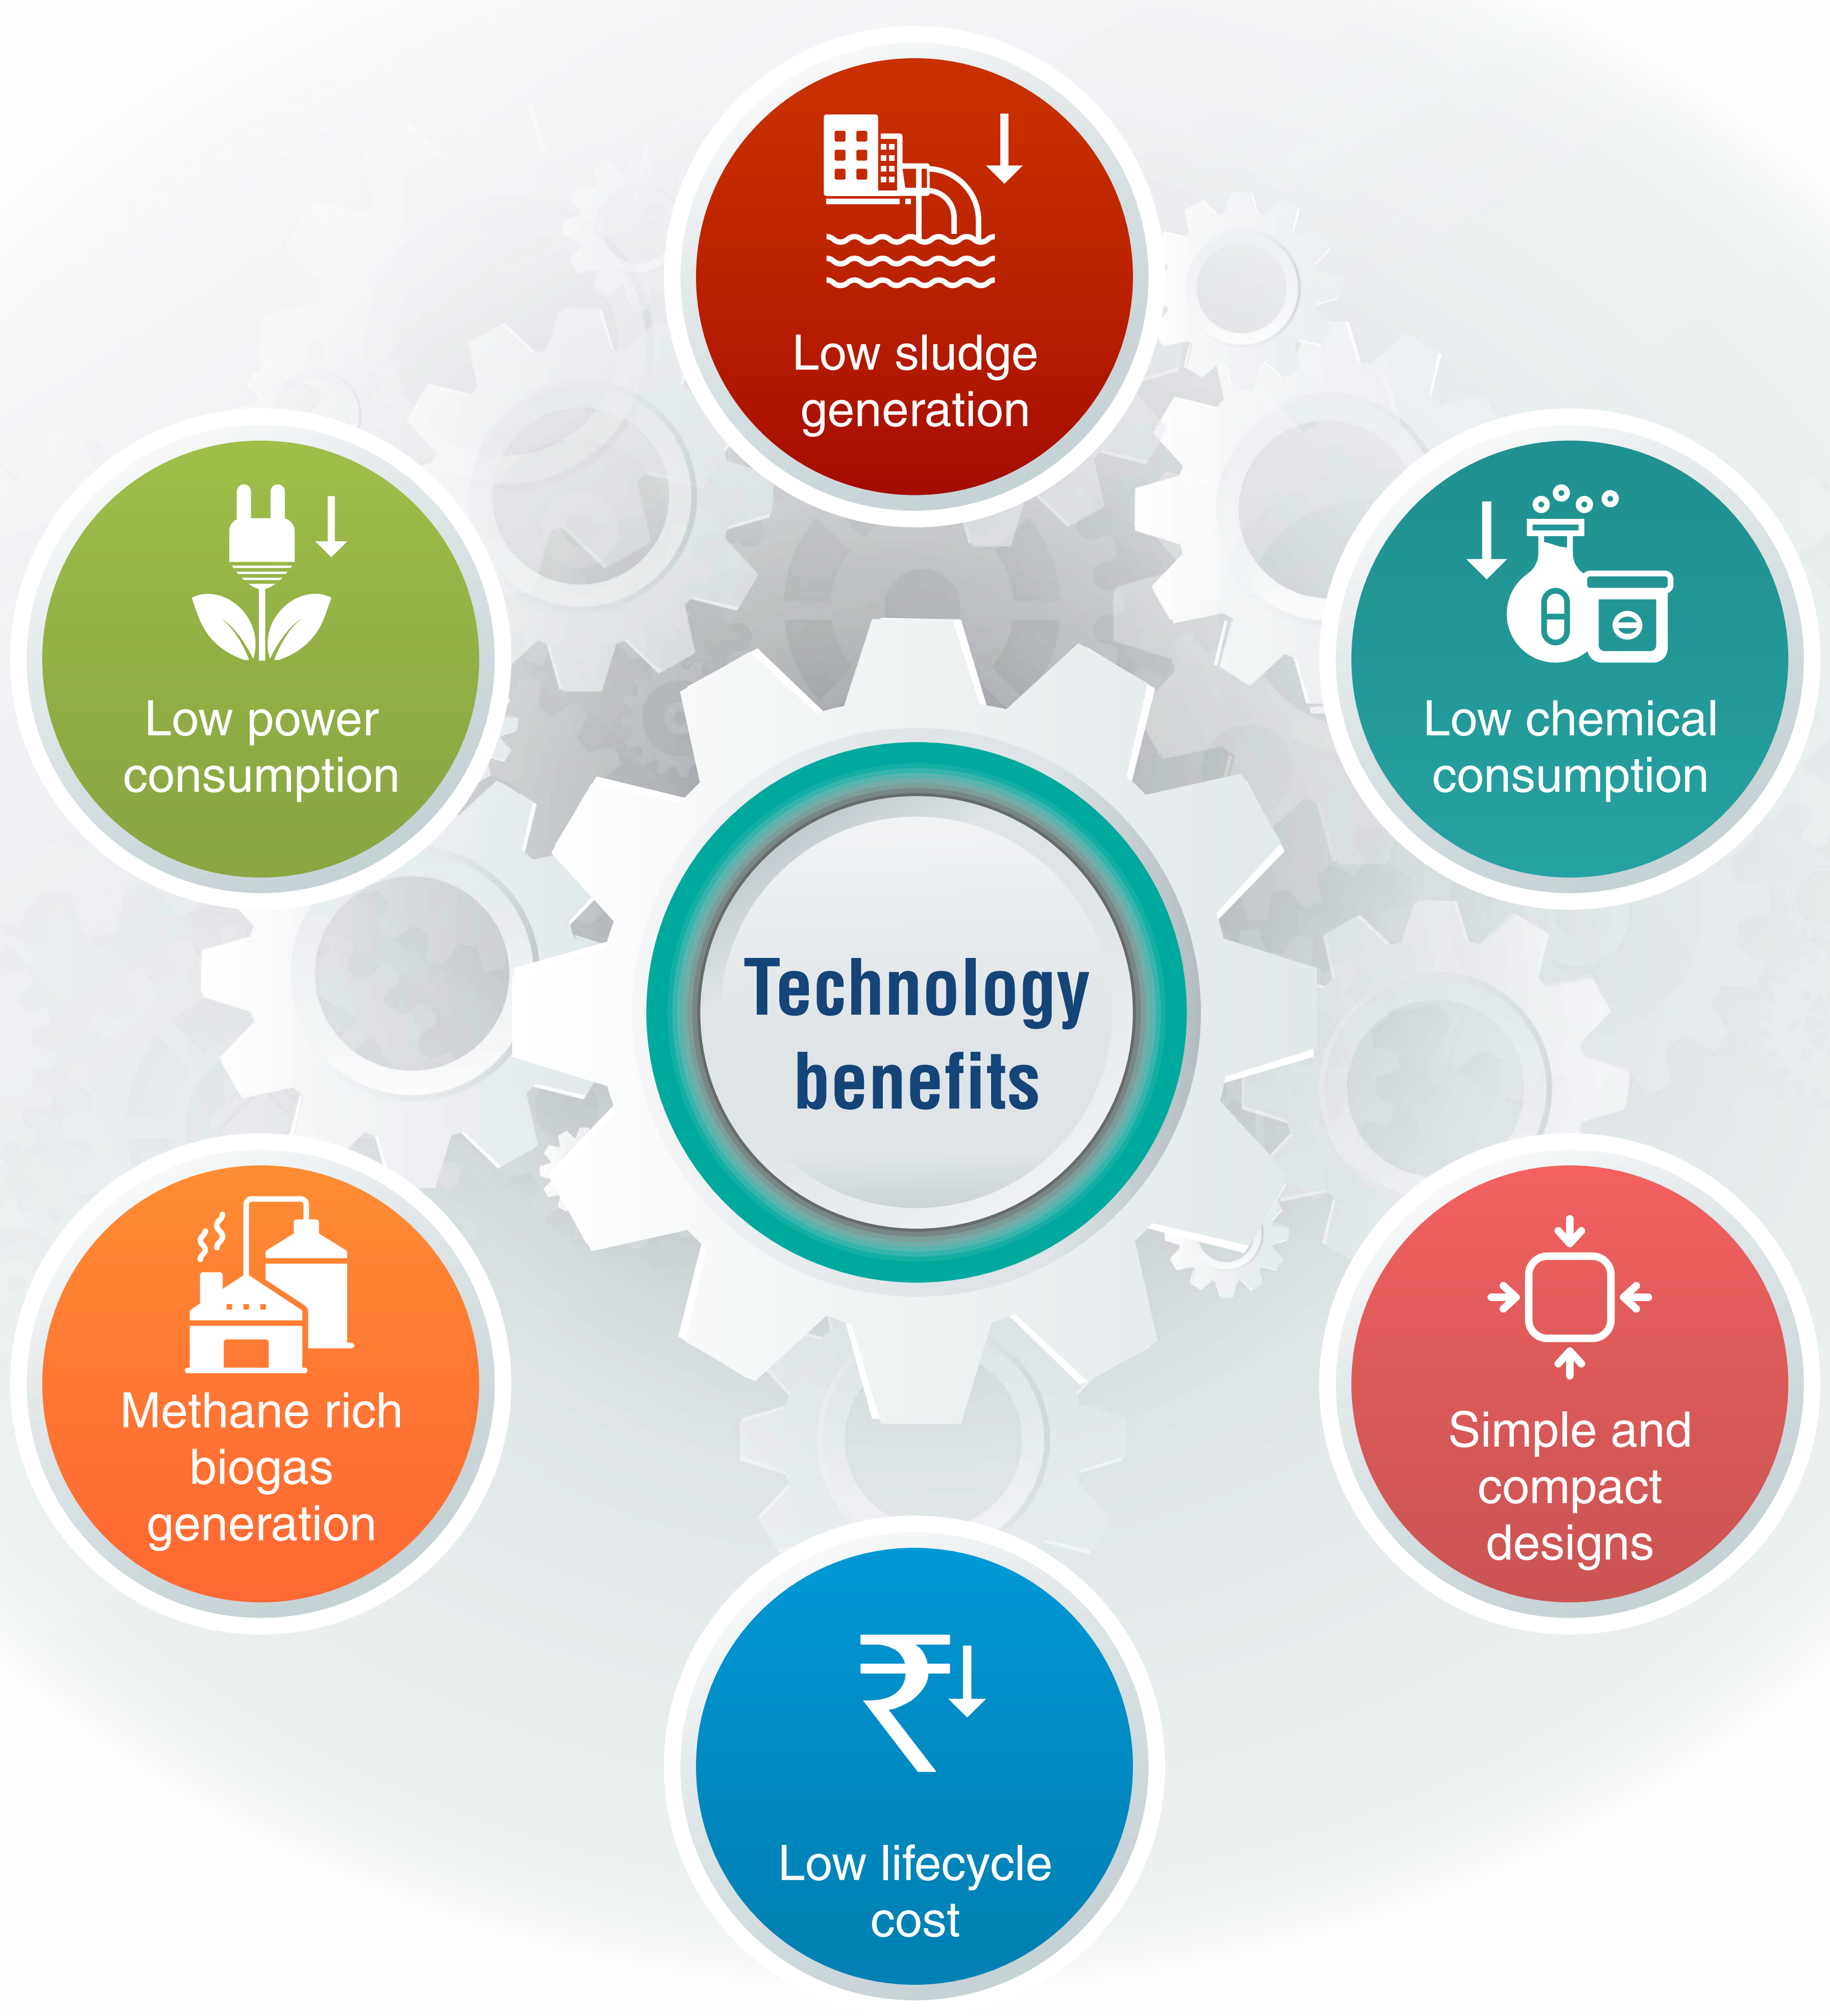 Low sludge
generation
Low power
consumption
Low chemical
consumption
Technology
benefits
Methane rich
biogas
generation
Simple and
compact
designs
₹
Low lifecycle
cost